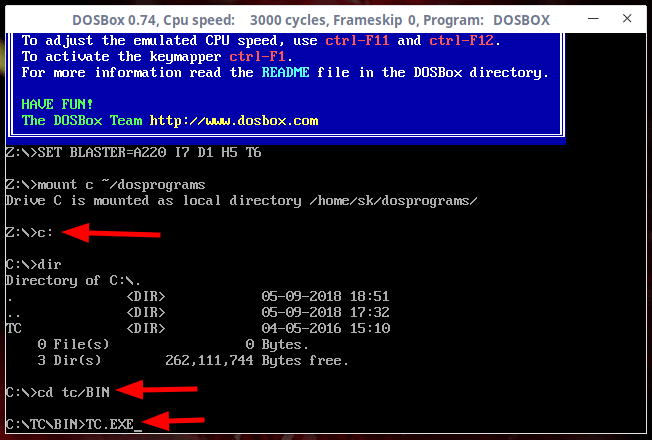 DOSBox 0.74, Cpu speed:    3000 cycles, Frameskip 0, Program:   DOSBOX
To adjust the emulated CPU speed, use ctrl-F11 and ctrl-F12.
To activate the keymapper ctrl-F1.
For more information read the README file in the DOSBox directory.
HAVE FUN!
The DOSBox Team http://www.dosbox.com
Z:\>SET BLASTER=A220 I7 D1 H5 T6
Z:\>mount c ~/dosprograms
Drive C is mounted as local directory /home/sk/dosprograms/
Z:\>c:
C:\>dir
Directory of C:\.
.              <DIR>            05-09-2018 18:51
..             <DIR>            05-09-2018 17:32
TC             <DIR>            04-05-2016 15:10
    0 File(s)                 0 Bytes.
    3 Dir(s)        262,111,744 Bytes free.
C:\>cd tc/BIN
C:\TC\BIN>TC.EXE_